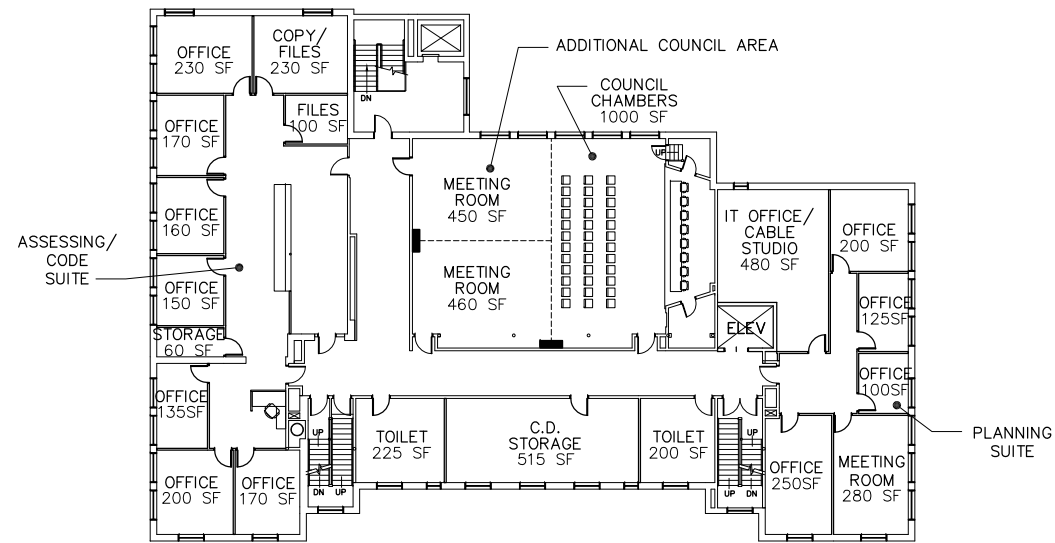 OFFICE
230 SF
COPY/
FILES
230 SF
DN
ADDITIONAL COUNCIL AREA
COUNCIL
CHAMBERS
1000 SF
FILES
100 SF
OFFICE
170 SF
UP
MEETING
ROOM
450 SF
OFFICE
160 SF
IT OFFICE/
CABLE
STUDIO
480 SF
OFFICE
200 SF
ASSESSING/
CODE
SUITE
MEETING
ROOM
460 SF
OFFICE
150 SF
OFFICE
125SF
STORAGE
60 SF
ELEV
OFFICE
135SF
OFFICE
100SF
UP
TOILET
225 SF
C.D.
STORAGE
515 SF
TOILET
200 SF
UP
PLANNING
SUITE
OFFICE
200 SF
OFFICE
170 SF
DN
UP
UP
DN
OFFICE
250SF
MEETING
ROOM
280 SF